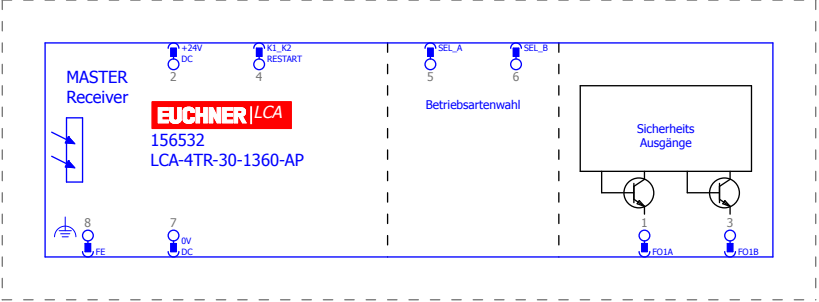 +24V
DC
2
K1_K2
RESTART
4
SEL_A
5
SEL_B
6
MASTER
Receiver
EUCHNER LCA
156532
LCA-4TR-30-1360-AP
Betriebsartenwahl
Sicherheits
Ausgänge
8
FE
7
0V
DC
1
FO1A
3
FO1B